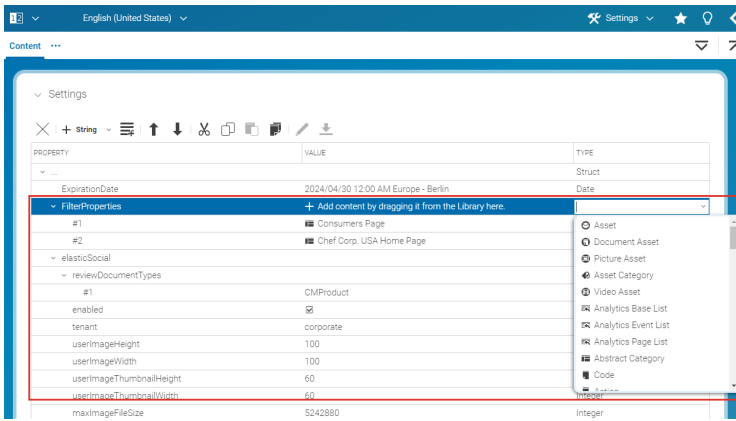 12 English (United States) Settings
Content ...
Settings
+ String
PROPERTY VALUE TYPE
... Struct
ExpirationDate 2024/04/30 12:00 AM Europe - Berlin Date
FilterProperties + Add content by dragging it from the Library here.
#1 Consumers Page
#2 Chef Corp. USA Home Page
elasticSocial
reviewDocumentTypes
#1 CMProduct
enabled
tenant corporate
userImageHeight 100
userImageWidth 100
userImageThumbnailHeight 60
userImageThumbnailWidth 60 Integer
maxImageFileSize 5242880 Integer
Asset
Document Asset
Picture Asset
Asset Category
Video Asset
Analytics Base List
Analytics Event List
Analytics Page List
Abstract Category
Code
Action